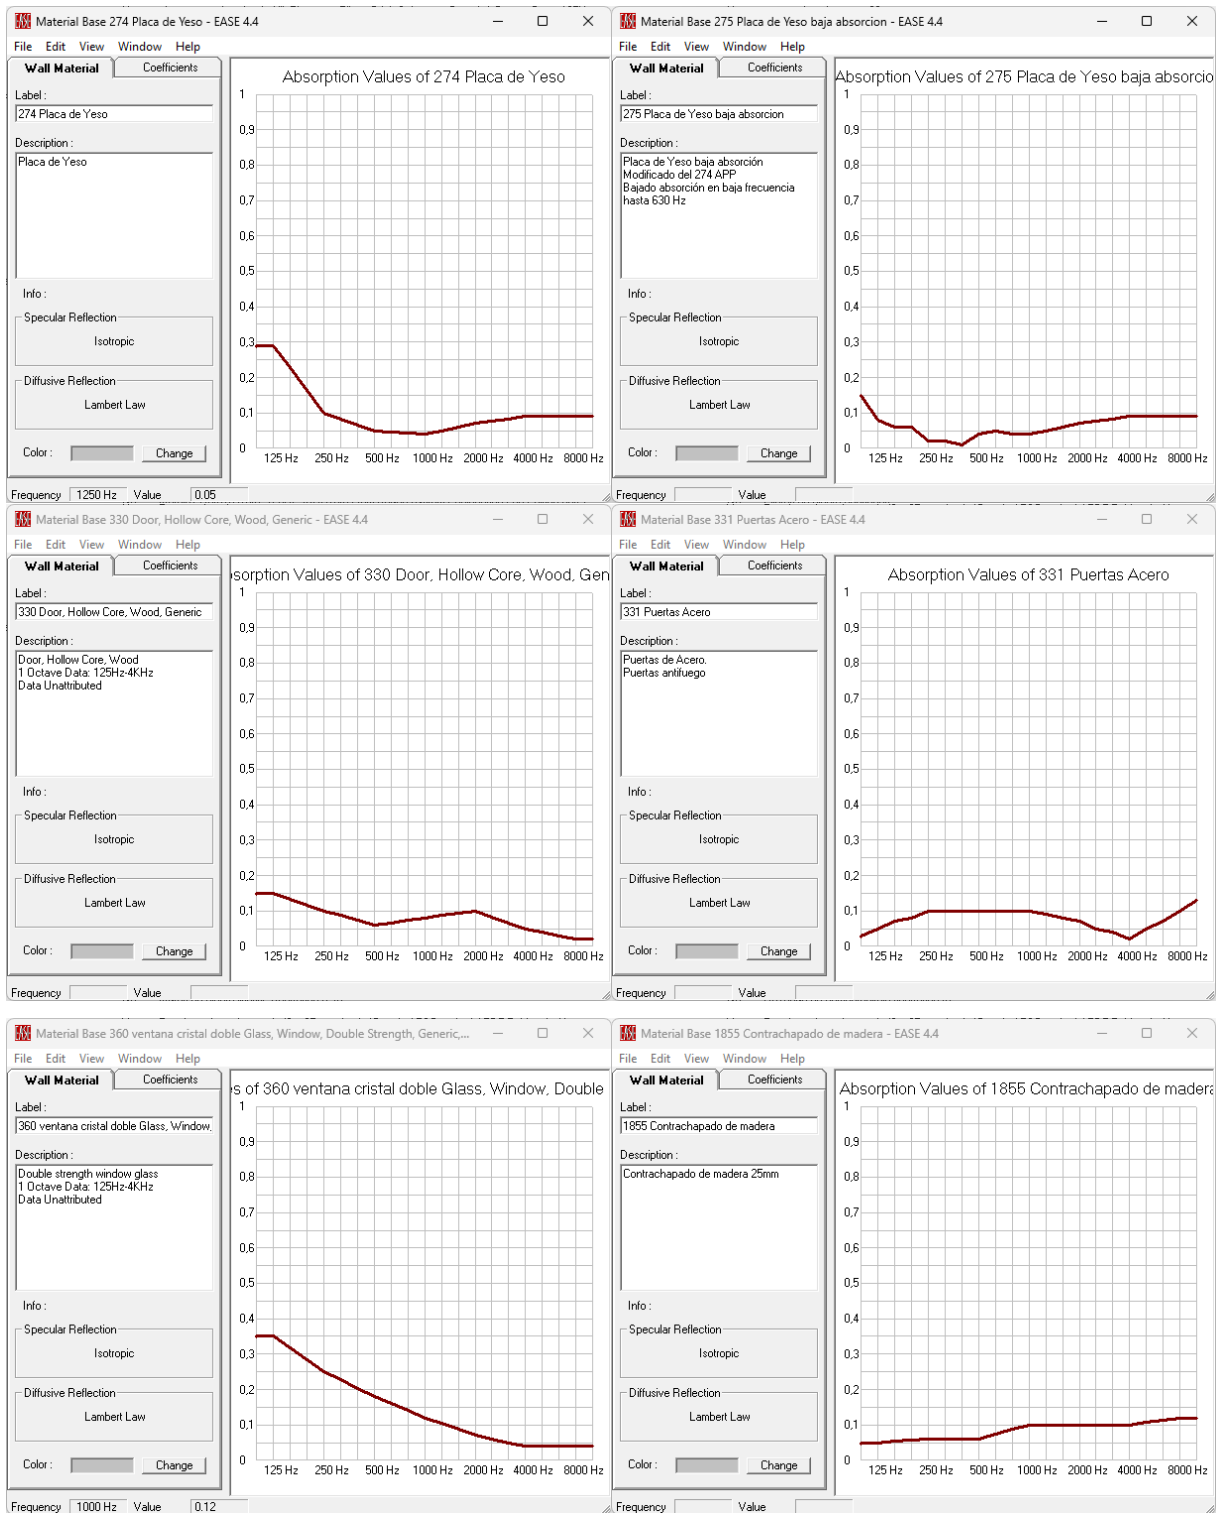 Material Base 274 Placa de Yeso - EASE 4.4
File Edit View Window Help
Wall Material Coefficients
Label :
274 Placa de Yeso
Description :
Placa de Yeso
Info :
Specular Reflection
Isotropic
Diffusive Reflection
Lambert Law
Color : Change
Absorption Values of 274 Placa de Yeso
1
0,9
0,8
0,7
0,6
0,5
0,4
0,3
0,2
0,1
0
125 Hz 250 Hz 500 Hz 1000 Hz 2000 Hz 4000 Hz 8000 Hz
Frequency 1250 Hz Value 0.05
Material Base 275 Placa de Yeso baja absorcion - EASE 4.4
File Edit View Window Help
Wall Material Coefficients
Label :
275 Placa de Yeso baja absorcion
Description :
Placa de Yeso baja absorción
Modificado del 274 APP
Bajado absorción en baja frecuencia
hasta 630 Hz
Info :
Specular Reflection
Isotropic
Diffusive Reflection
Lambert Law
Color : Change
Absorption Values of 275 Placa de Yeso baja absorcio
1
0,9
0,8
0,7
0,6
0,5
0,4
0,3
0,2
0,1
0
125 Hz 250 Hz 500 Hz 1000 Hz 2000 Hz 4000 Hz 8000 Hz
Frequency Value
Material Base 330 Door, Hollow Core, Wood, Generic - EASE 4.4
File Edit View Window Help
Wall Material Coefficients
Label :
330 Door, Hollow Core, Wood, Generic
Description :
Door, Hollow Core, Wood
1 Octave Data: 125Hz-4KHz
Data Unattributed
Info :
Specular Reflection
Isotropic
Diffusive Reflection
Lambert Law
Color : Change
sorption Values of 330 Door, Hollow Core, Wood, Gen
1
0,9
0,8
0,7
0,6
0,5
0,4
0,3
0,2
0,1
0
125 Hz 250 Hz 500 Hz 1000 Hz 2000 Hz 4000 Hz 8000 Hz
Frequency Value
Material Base 331 Puertas Acero - EASE 4.4
File Edit View Window Help
Wall Material Coefficients
Label :
331 Puertas Acero
Description :
Puertas de Acero.
Puertas antifuego
Info :
Specular Reflection
Isotropic
Diffusive Reflection
Lambert Law
Color : Change
Absorption Values of 331 Puertas Acero
1
0,9
0,8
0,7
0,6
0,5
0,4
0,3
0,2
0,1
0
125 Hz 250 Hz 500 Hz 1000 Hz 2000 Hz 4000 Hz 8000 Hz
Frequency Value
Material Base 360 ventana cristal doble Glass, Window, Double Strength, Generic,...
File Edit View Window Help
Wall Material Coefficients
Label :
360 ventana cristal doble Glass, Window,
Description :
Double strength window glass
1 Octave Data: 125Hz-4KHz
Data Unattributed
Info :
Specular Reflection
Isotropic
Diffusive Reflection
Lambert Law
Color : Change
s of 360 ventana cristal doble Glass, Window, Double
1
0,9
0,8
0,7
0,6
0,5
0,4
0,3
0,2
0,1
0
125 Hz 250 Hz 500 Hz 1000 Hz 2000 Hz 4000 Hz 8000 Hz
Frequency 1000 Hz Value 0.12
Material Base 1855 Contrachapado de madera - EASE 4.4
File Edit View Window Help
Wall Material Coefficients
Label :
1855 Contrachapado de madera
Description :
Contrachapado de madera 25mm
Info :
Specular Reflection
Isotropic
Diffusive Reflection
Lambert Law
Color : Change
Absorption Values of 1855 Contrachapado de madera
1
0,9
0,8
0,7
0,6
0,5
0,4
0,3
0,2
0,1
0
125 Hz 250 Hz 500 Hz 1000 Hz 2000 Hz 4000 Hz 8000 Hz
Frequency Value